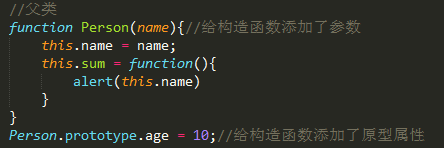 //父类
function Person(name){//给构造函数添加了参数
    this.name = name;
    this.sum = function(){
        alert(this.name)
    }
}
Person.prototype.age = 10;//给构造函数添加了原型属性